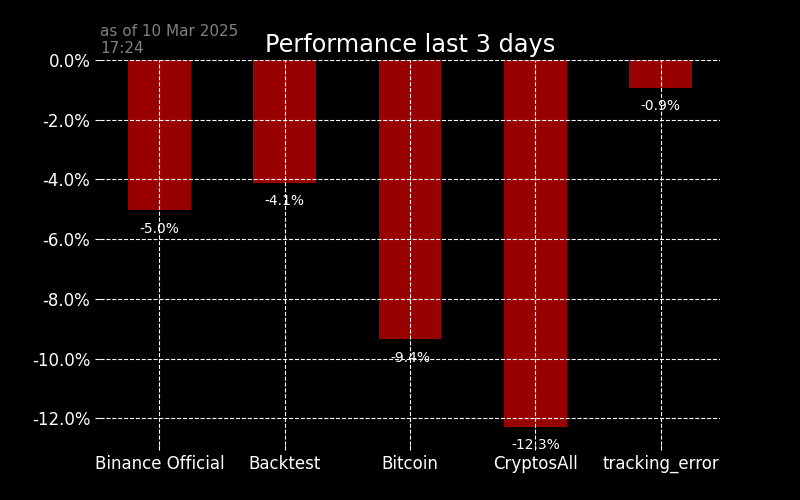 as of 10 Mar 2025
17:24
Performance last 3 days
0.0%
-2.0%
-4.0%
-6.0%
-8.0%
-10.0%
-12.0%
-5.0%
-4.1%
-9.4%
-12.3%
-0.9%
Binance Official
Backtest
Bitcoin
CryptosAll
tracking_error